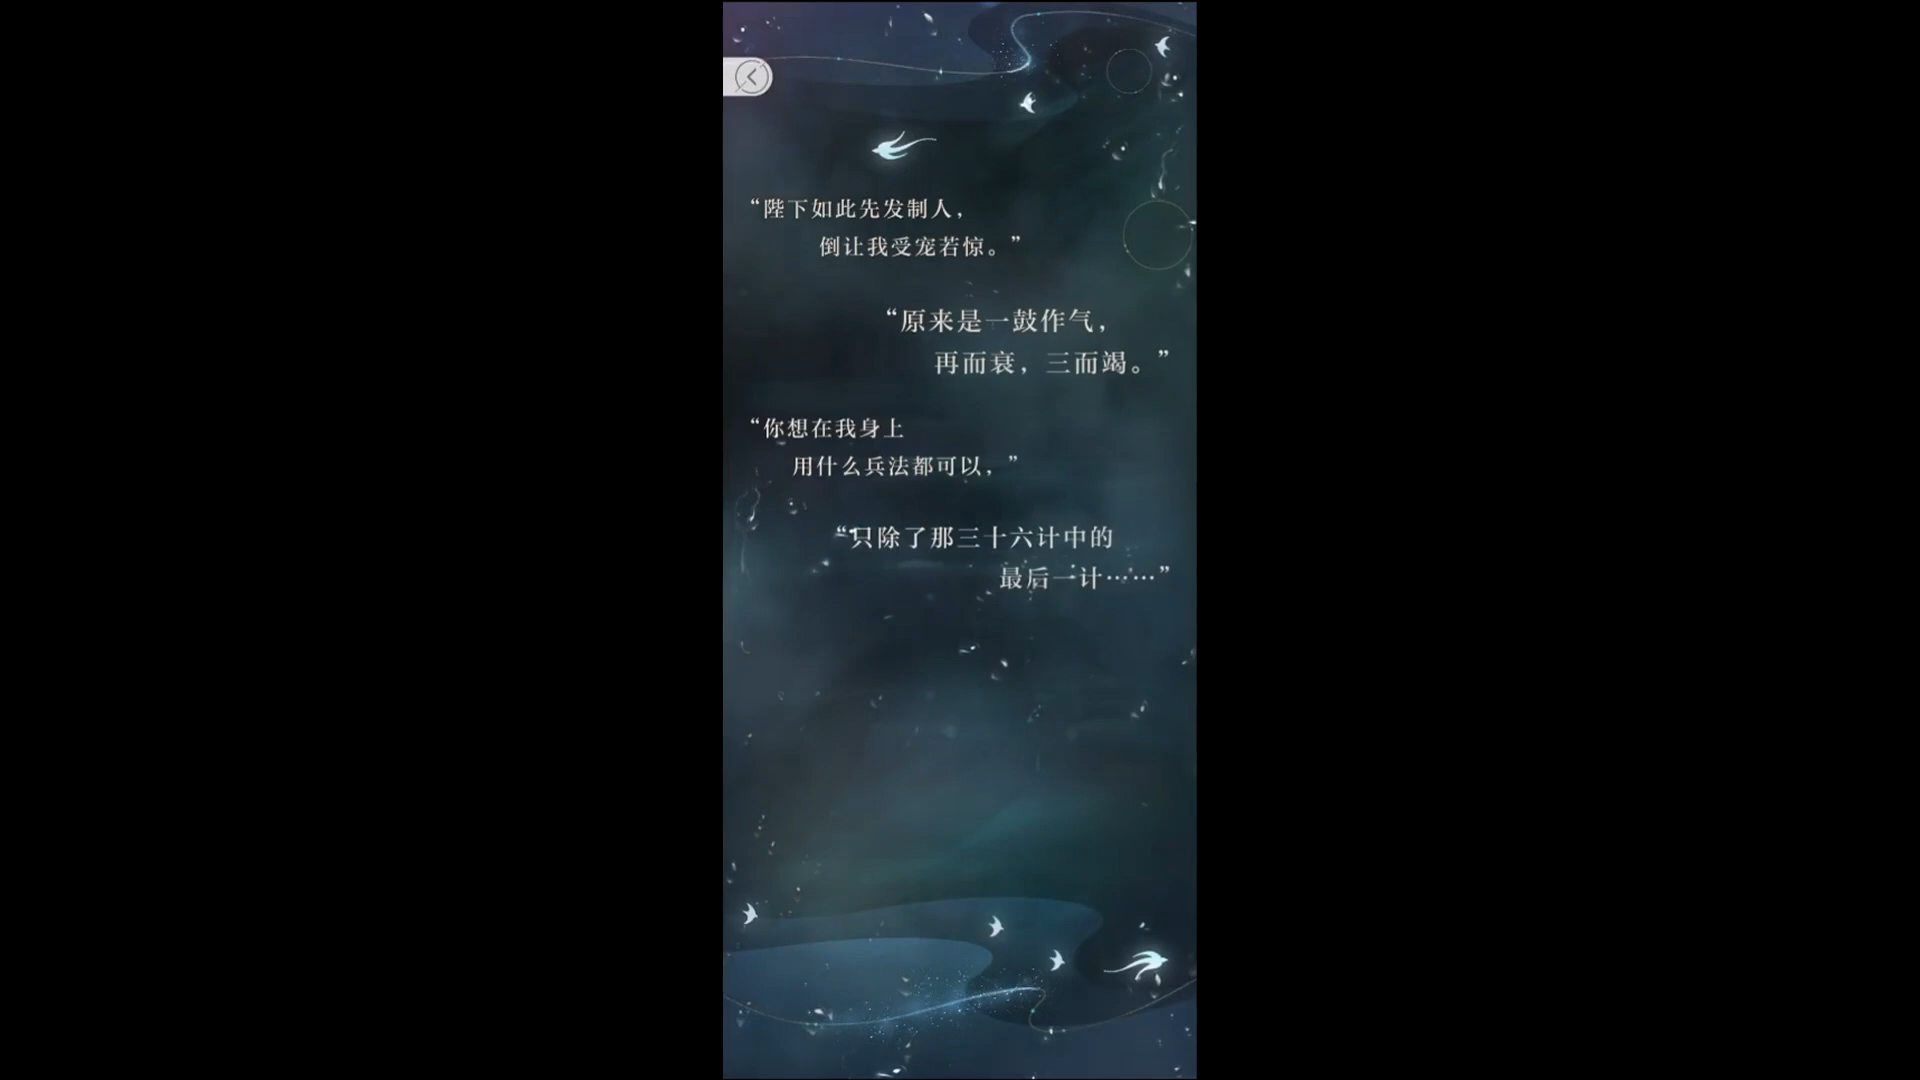 “陛下如此先发制人，
倒让我受宠若惊。”
“原来是一鼓作气，
再而衰，三而竭。”
“你想在我身上
用什么兵法都可以，”
“只除了那三十六计中的
最后一计……”